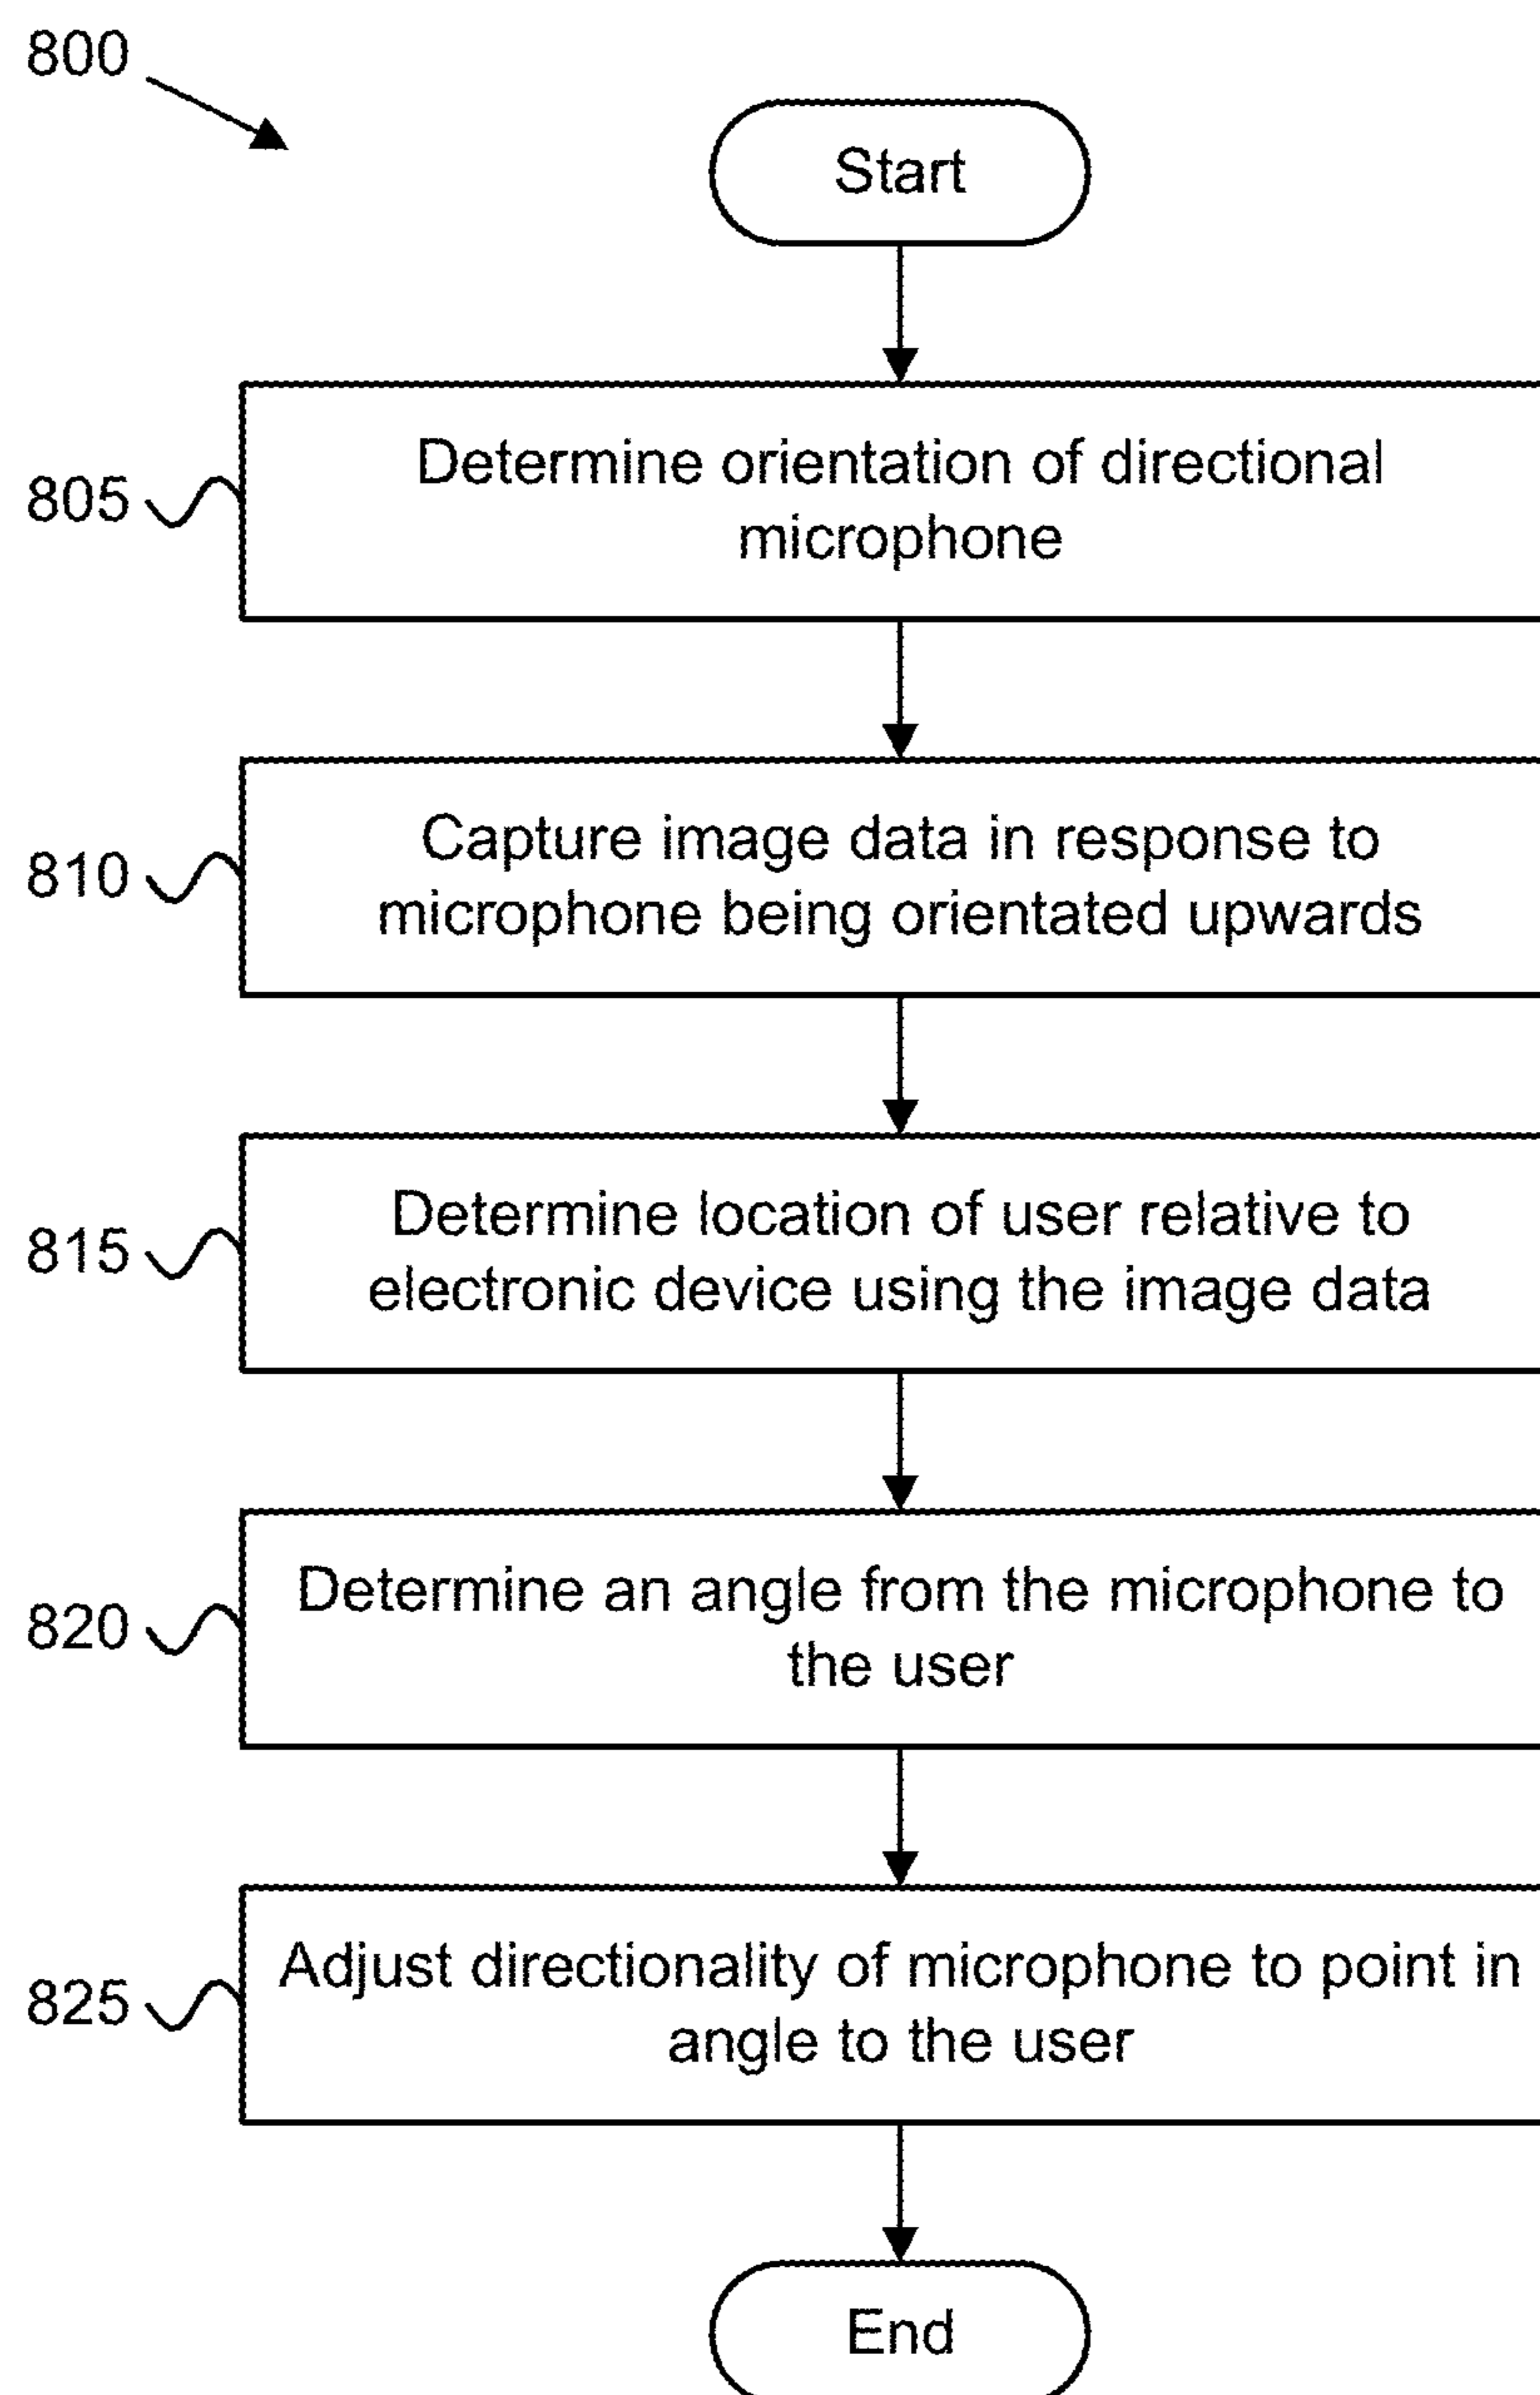 800
Start
805
Determine orientation of directional
microphone
810
Capture image data in response to
microphone being orientated upwards
815
Determine location of user relative to
electronic device using the image data
820
Determine an angle from the microphone to
the user
825
Adjust directionality of microphone to point in
angle to the user
End